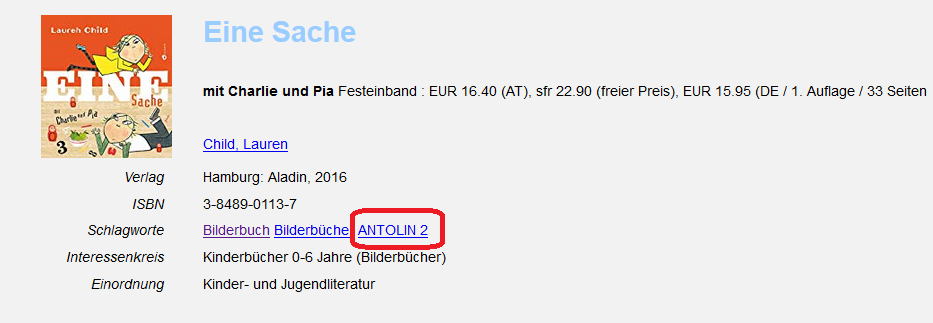 Lauren Child
EINE
Sache
mit
Charlie und Pia
3
Eine Sache
mit Charlie und Pia Festeinband : EUR 16.40 (AT), sfr 22.90 (freier Preis), EUR 15.95 (DE / 1. Auflage / 33 Seiten
Child, Lauren
Verlag Hamburg: Aladin, 2016
ISBN 3-8489-0113-7
Schlagworte Bilderbuch Bilderbüche ANTOLIN 2
Interessenkreis Kinderbücher 0-6 Jahre (Bilderbücher)
Einordnung Kinder- und Jugendliteratur